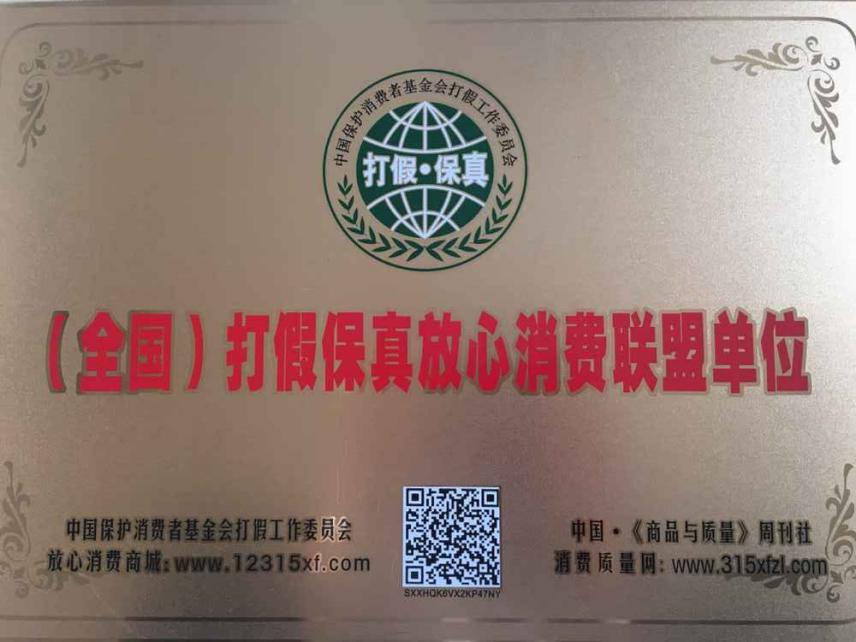 中国保护消费者基金会打假工作委员会
打假·保真
（全国）打假保真放心消费联盟单位
中国保护消费者基金会打假工作委员会
放心消费商城:www.12315xf.com
SXXHQK6VX2KP47NY
中国·《商品与质量》周刊社
消费质量网:www.315xfzl.com